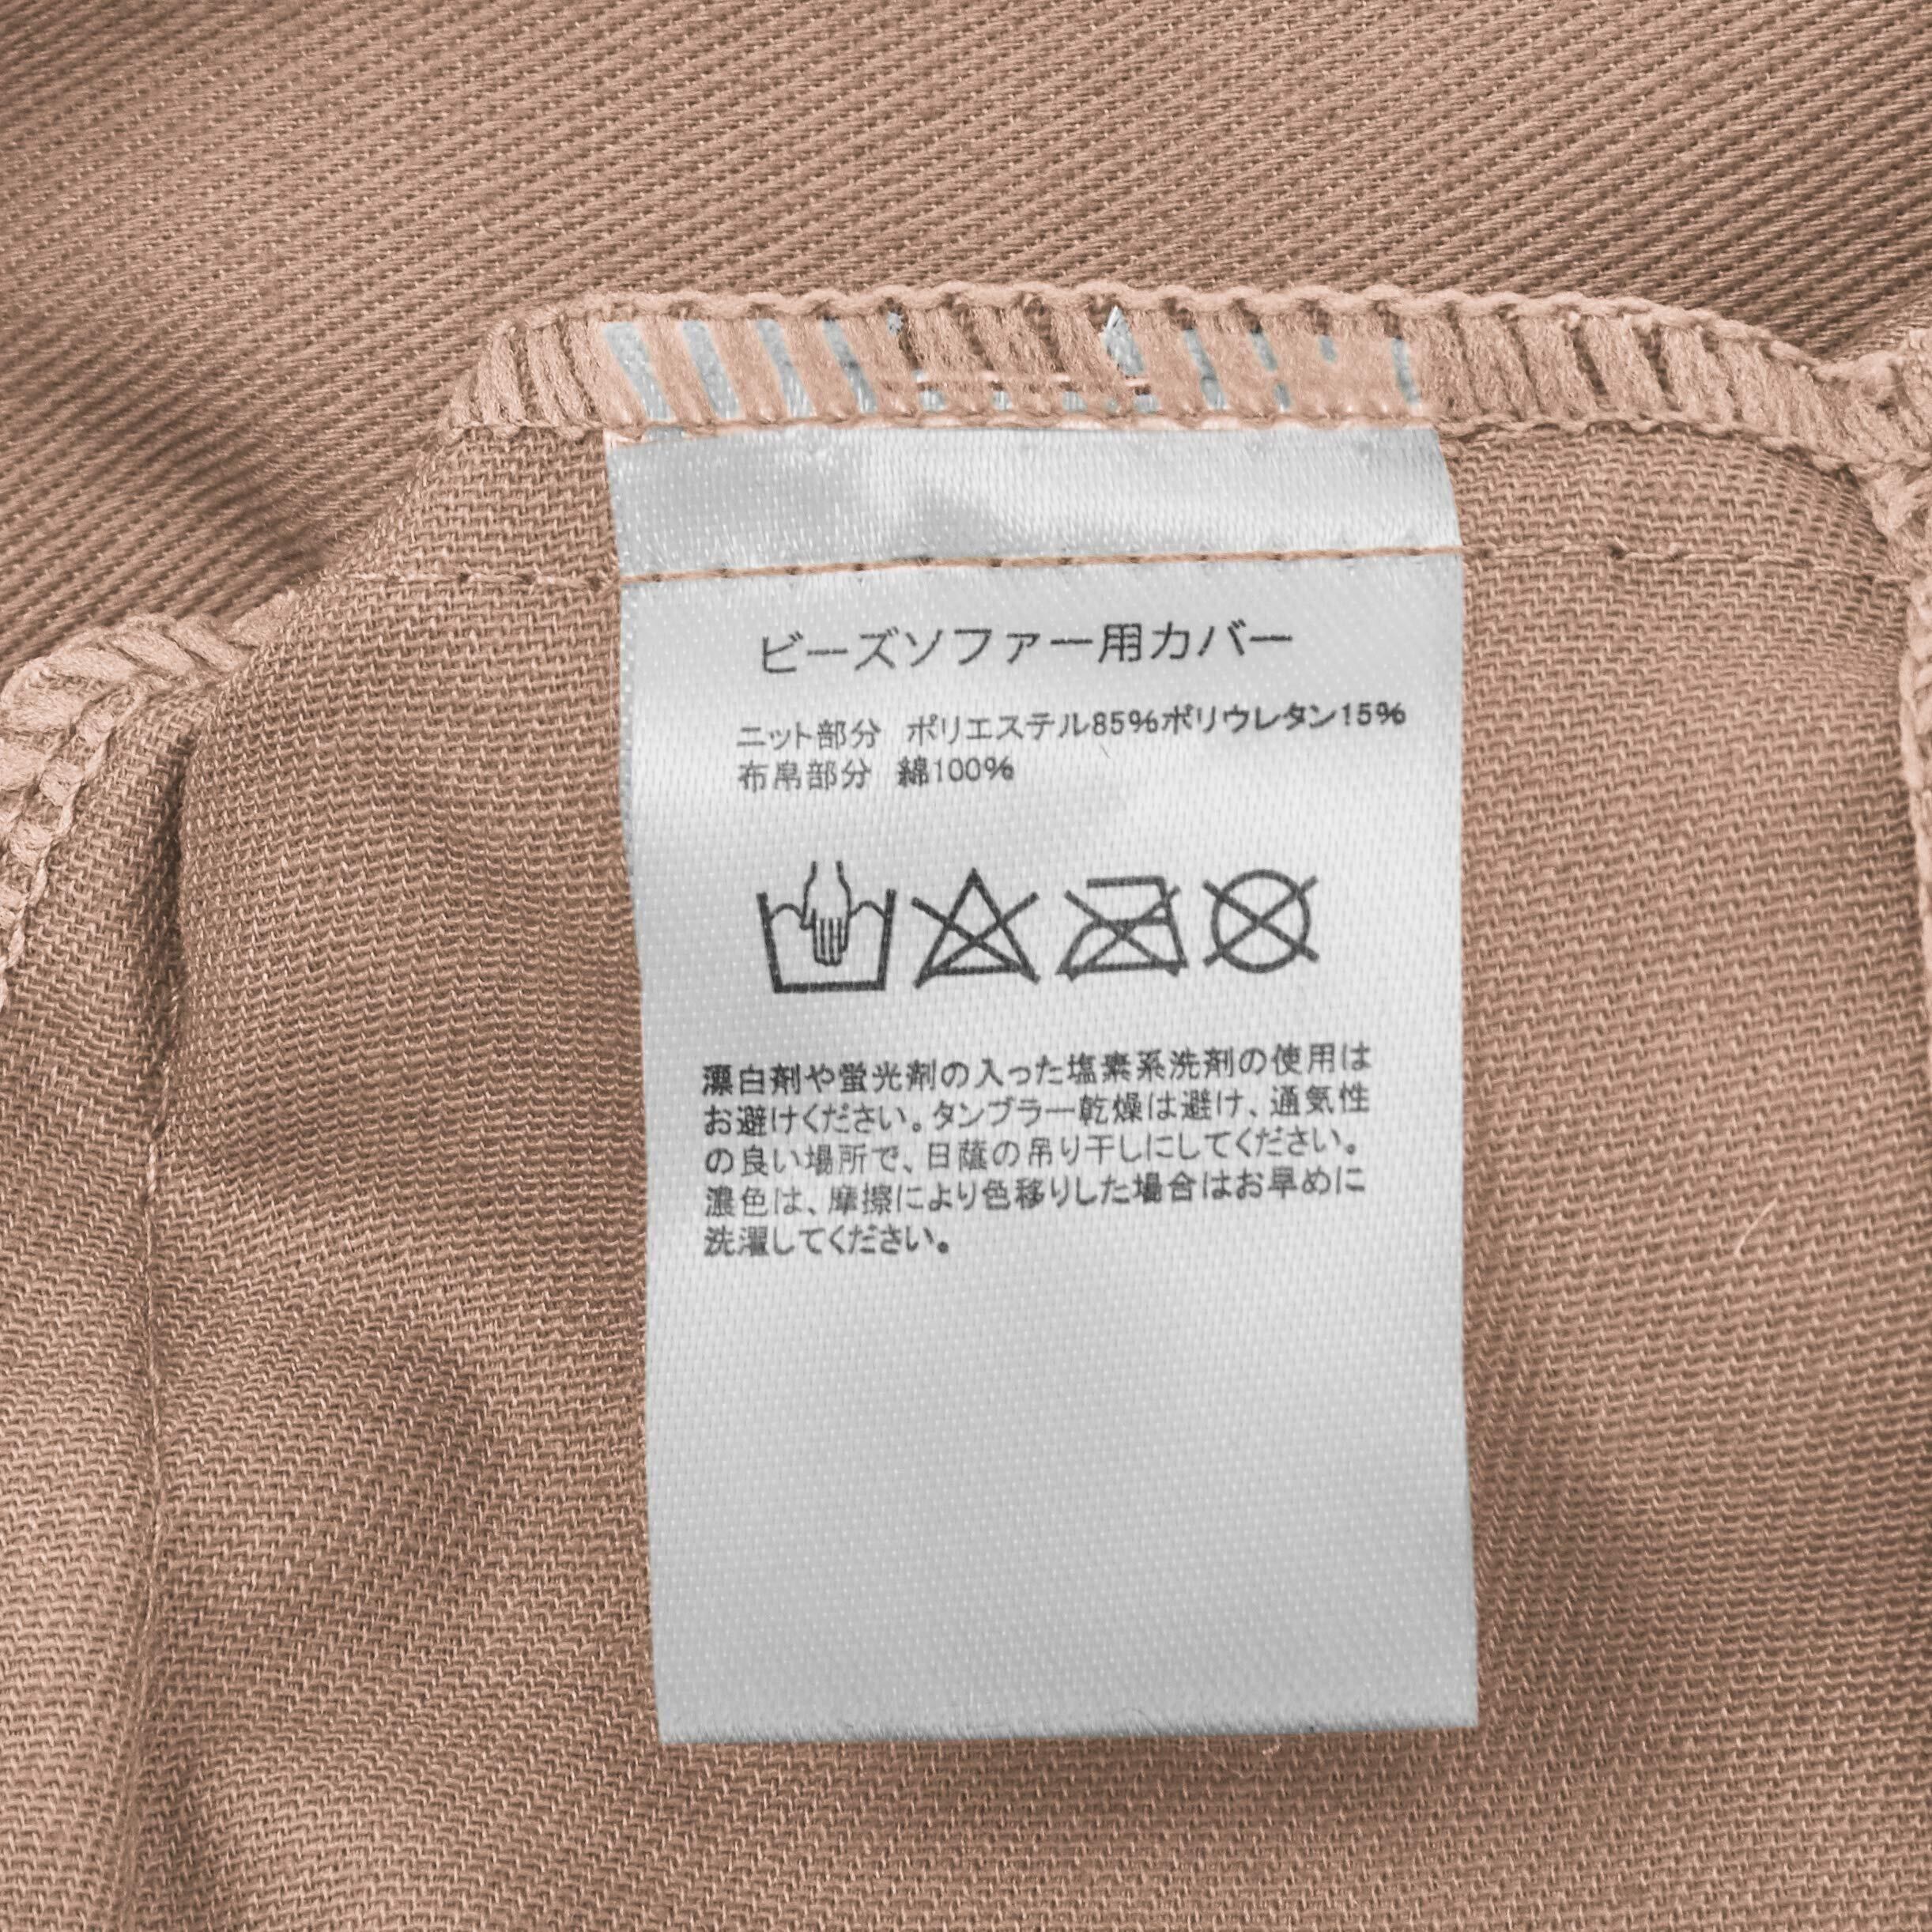 ビーズソファー用カバー
ニット部分 ポリエステル85%ポリウレタン15%
布帛部分 綿100%
漂白剤や蛍光剤の入った塩素系洗剤の使用は
お避けください。タンブラー乾燥は避け、通気性
の良い場所で、日蔭の吊り干しにしてください。
濃色は、摩擦により色移りした場合はお早めに
洗濯してください。